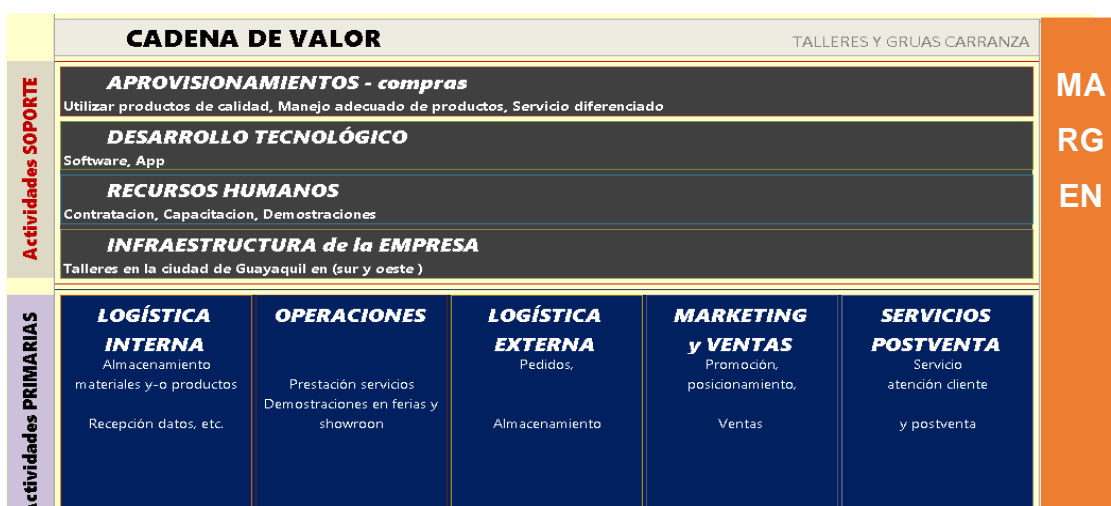 CADENA DE VALOR
TALLERES Y GRUAS CARRANZA
MA
RG
EN
Actividades SOPORTE
APROVISIONAMIENTOS - compras
Utilizar productos de calidad, Manejo adecuado de productos, Servicio diferenciado
DESARROLLO TECNOLÓGICO
Software, App
RECURSOS HUMANOS
Contratacion, Capacitacion, Demostraciones
INFRAESTRUCTURA de la EMPRESA
Talleres en la ciudad de Guayaquil en (sur y oeste )
Actividades PRIMARIAS
LOGÍSTICA
INTERNA
Almacenamiento
materiales y-o productos
Recepción datos, etc.
OPERACIONES
Prestación servicios
Demostraciones en ferias y
showroon
LOGÍSTICA
EXTERNA
Pedidos,
Almacenamiento
MARKETING
y VENTAS
Promoción,
posicionamiento,
Ventas
SERVICIOS
POSTVENTA
Servicio
atención cliente
y postventa